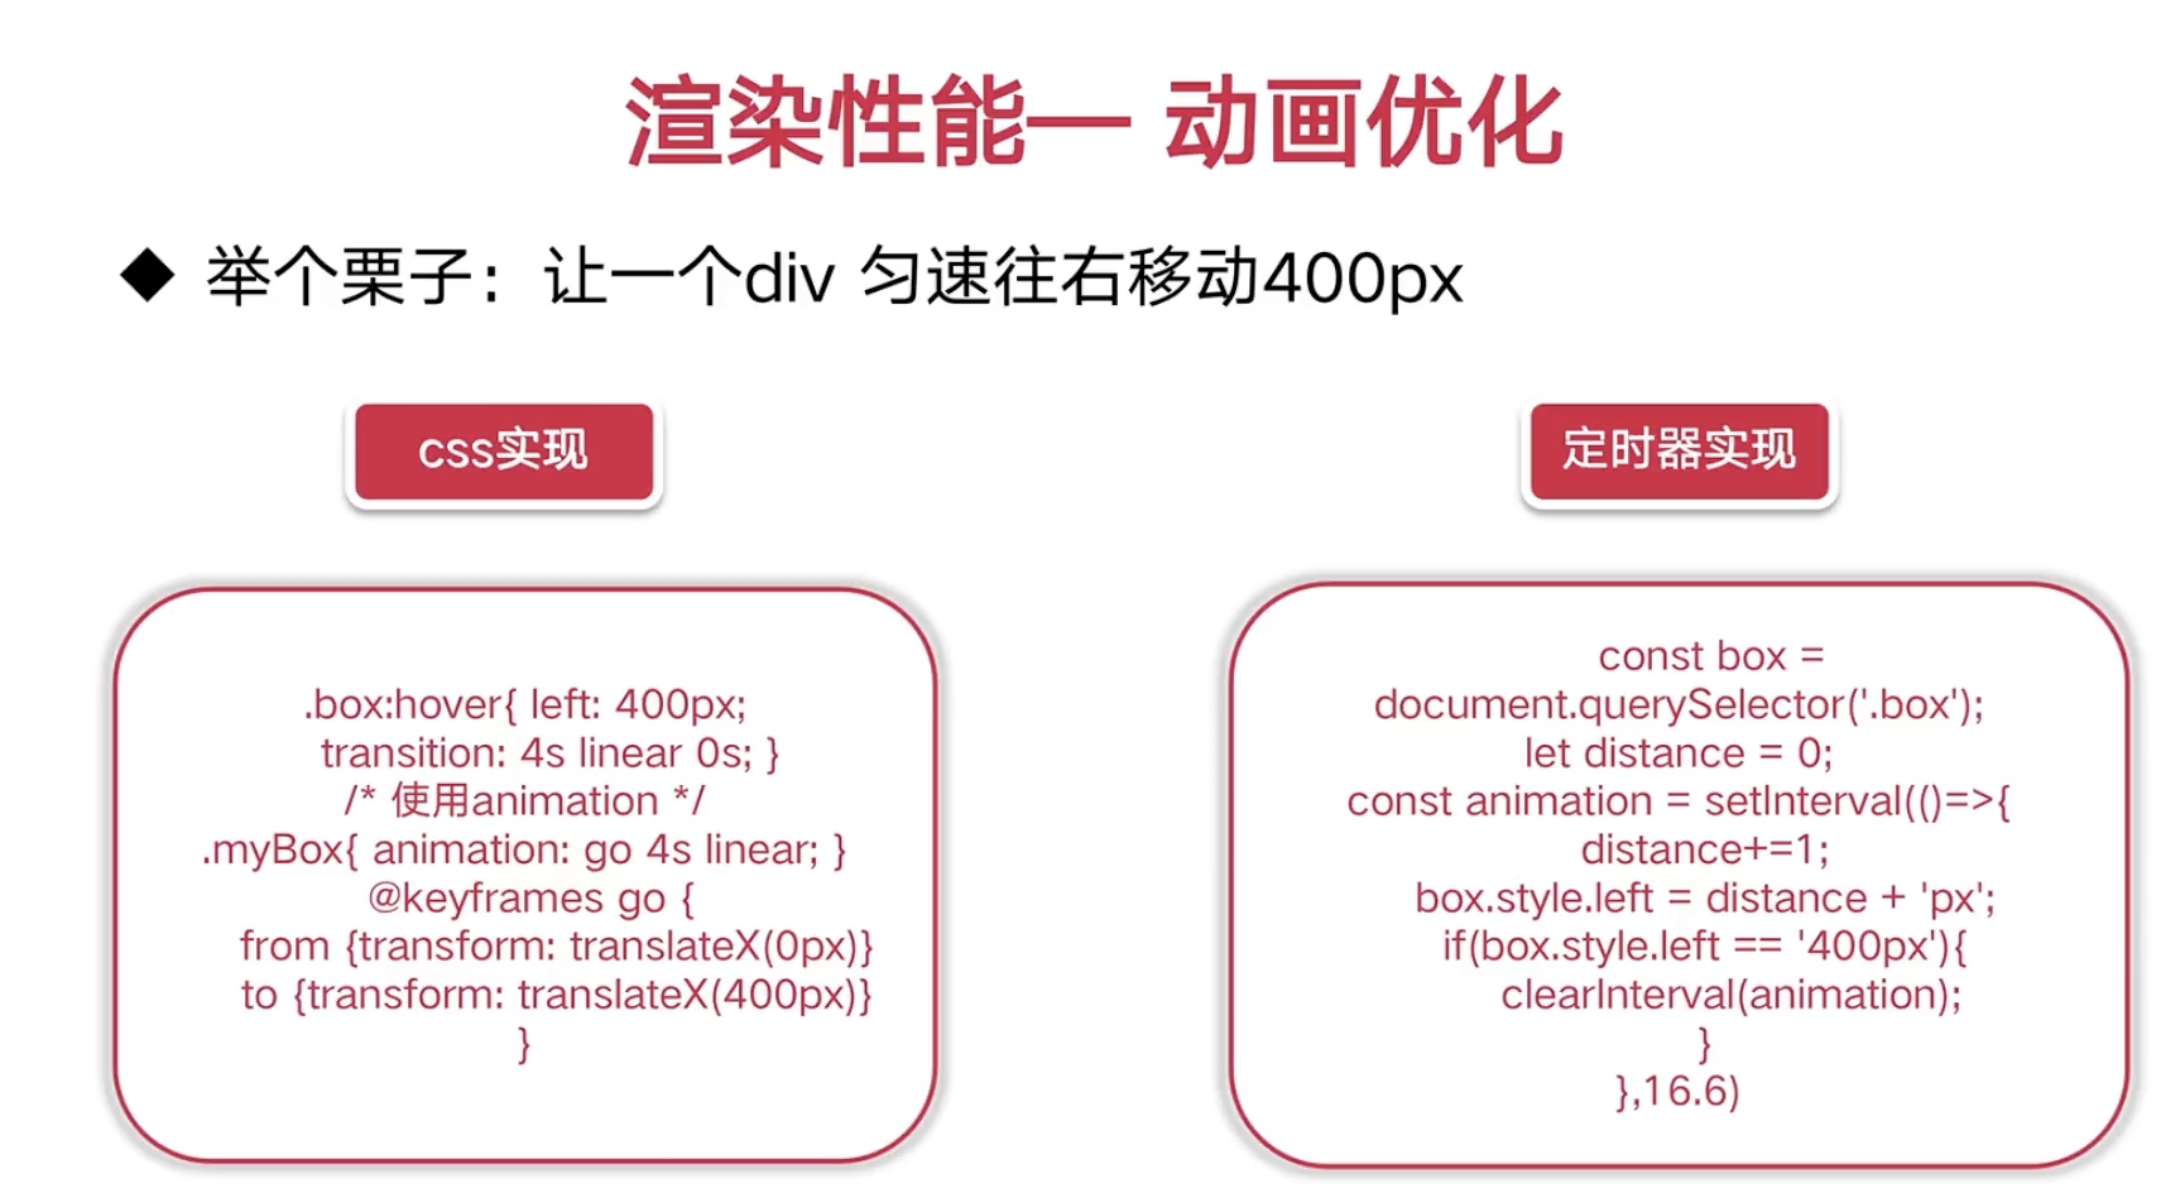 渲染性能— 动画优化
◆ 举个栗子：让一个div 匀速往右移动400px
css实现
.box:hover{ left: 400px;
transition: 4s linear 0s; }
/* 使用animation */
.myBox{ animation: go 4s linear; }
@keyframes go {
from {transform: translateX(0px)}
to {transform: translateX(400px)}
}
定时器实现
const box =
document.querySelector('.box');
let distance = 0;
const animation = setInterval(()=>{
distance+=1;
box.style.left = distance + 'px';
if(box.style.left == '400px'){
clearInterval(animation);
}
},16.6)